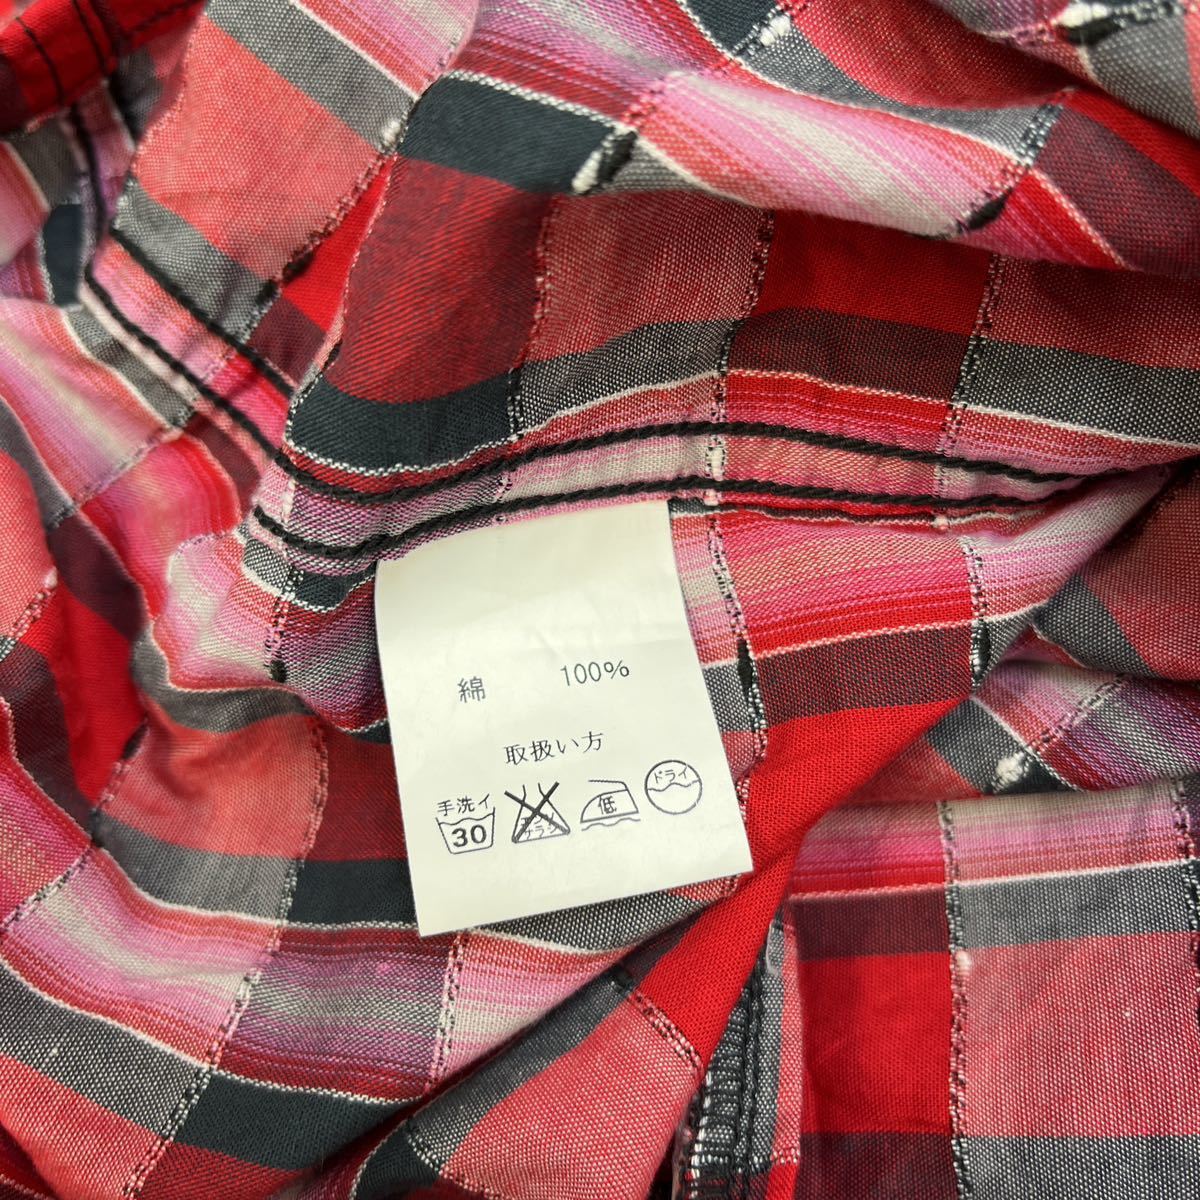 綿 100%
取扱い方
手洗イ ドライ
30 低